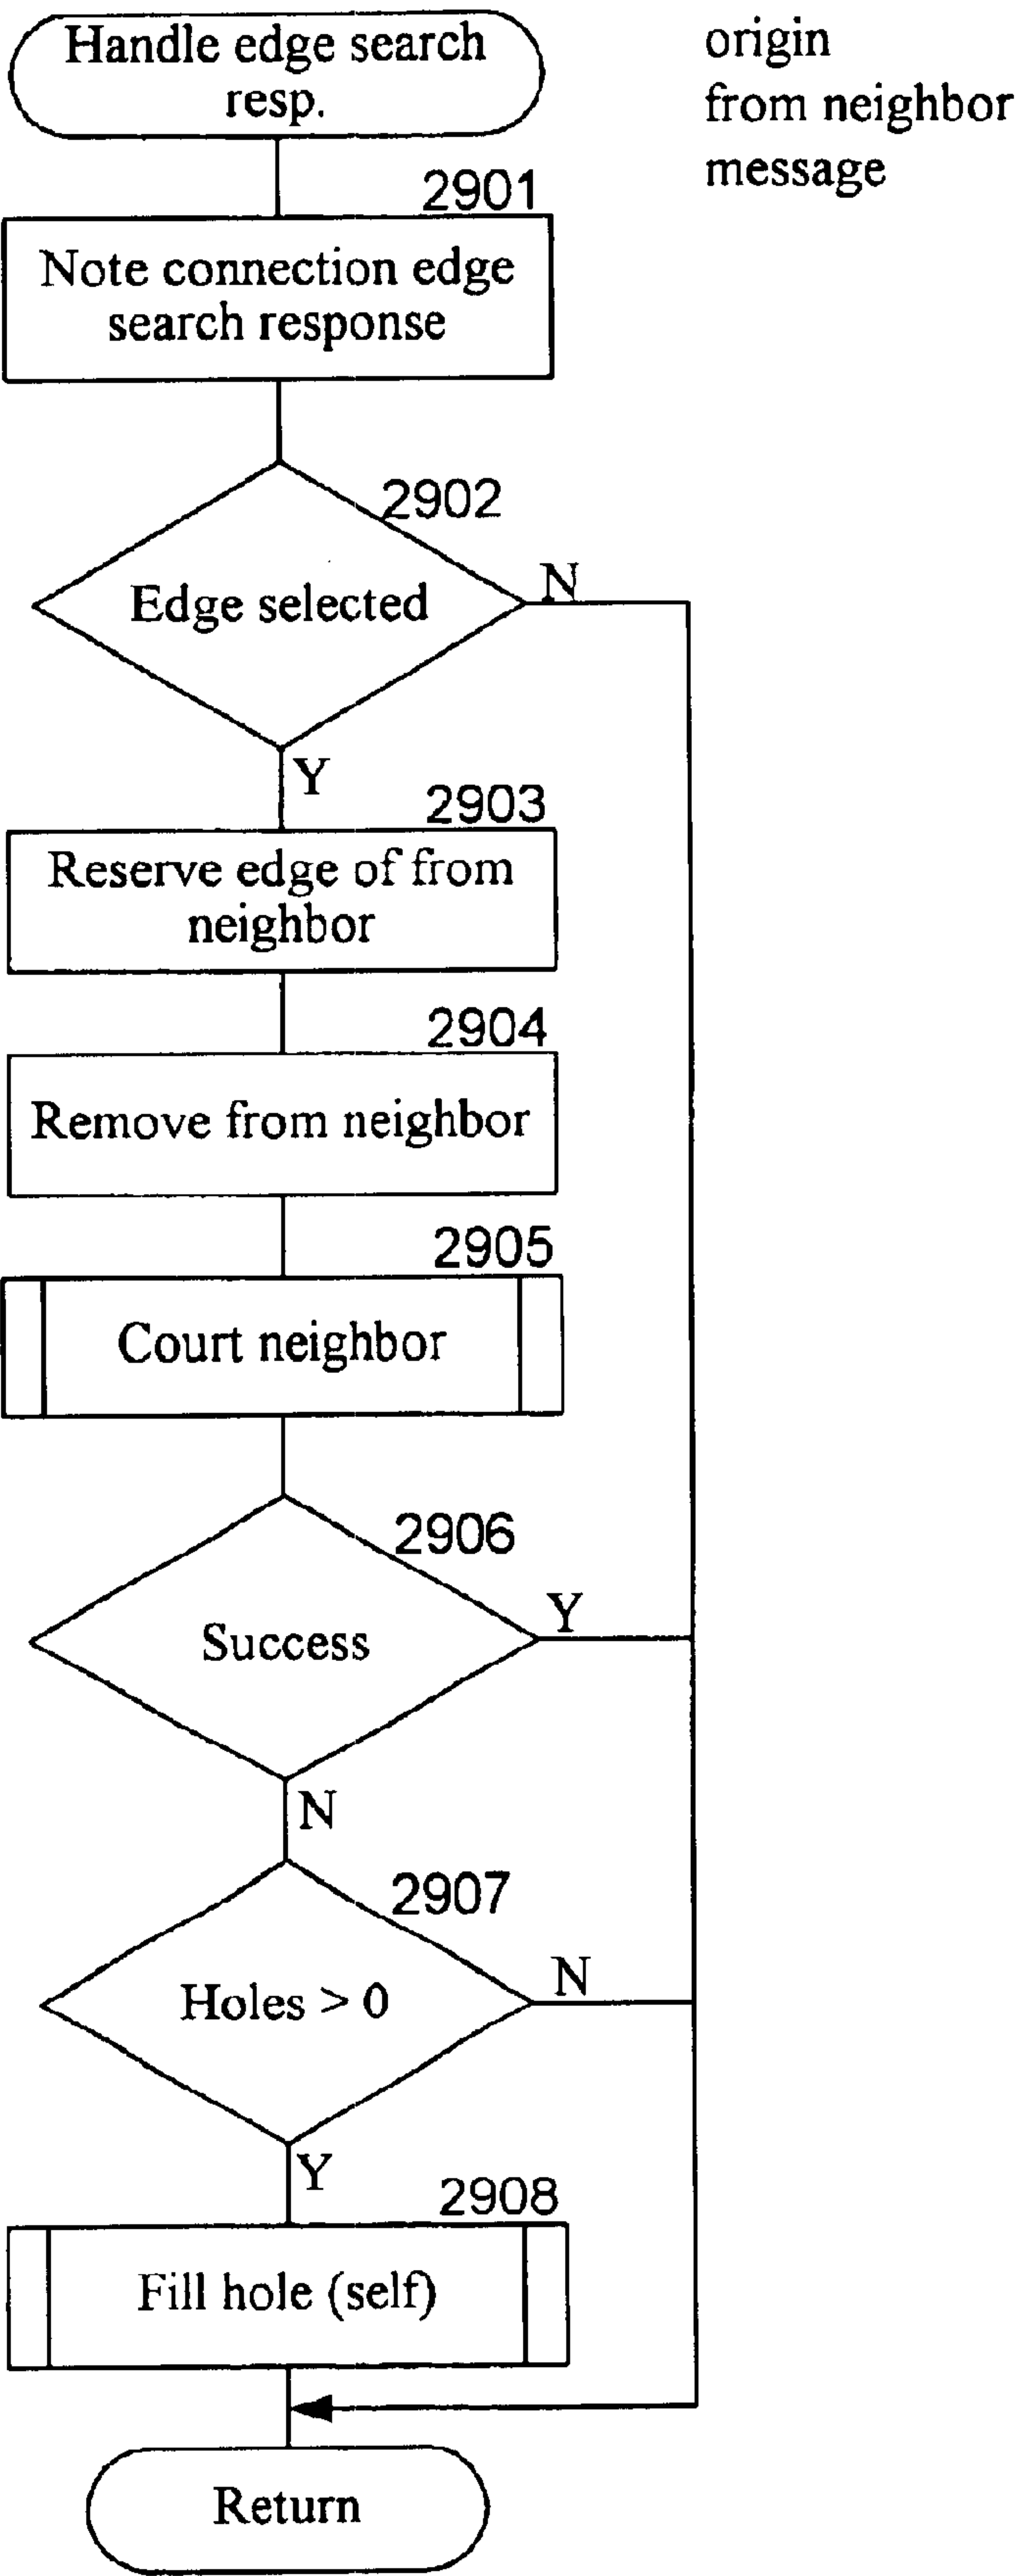 Handle edge search
resp.
origin
from neighbor
message
2901
Note connection edge
search response
2902
Edge selected
N
Y
2903
Reserve edge of from
neighbor
2904
Remove from neighbor
2905
Court neighbor
2906
Success
Y
N
2907
Holes > 0
N
Y
2908
Fill hole (self)
Return